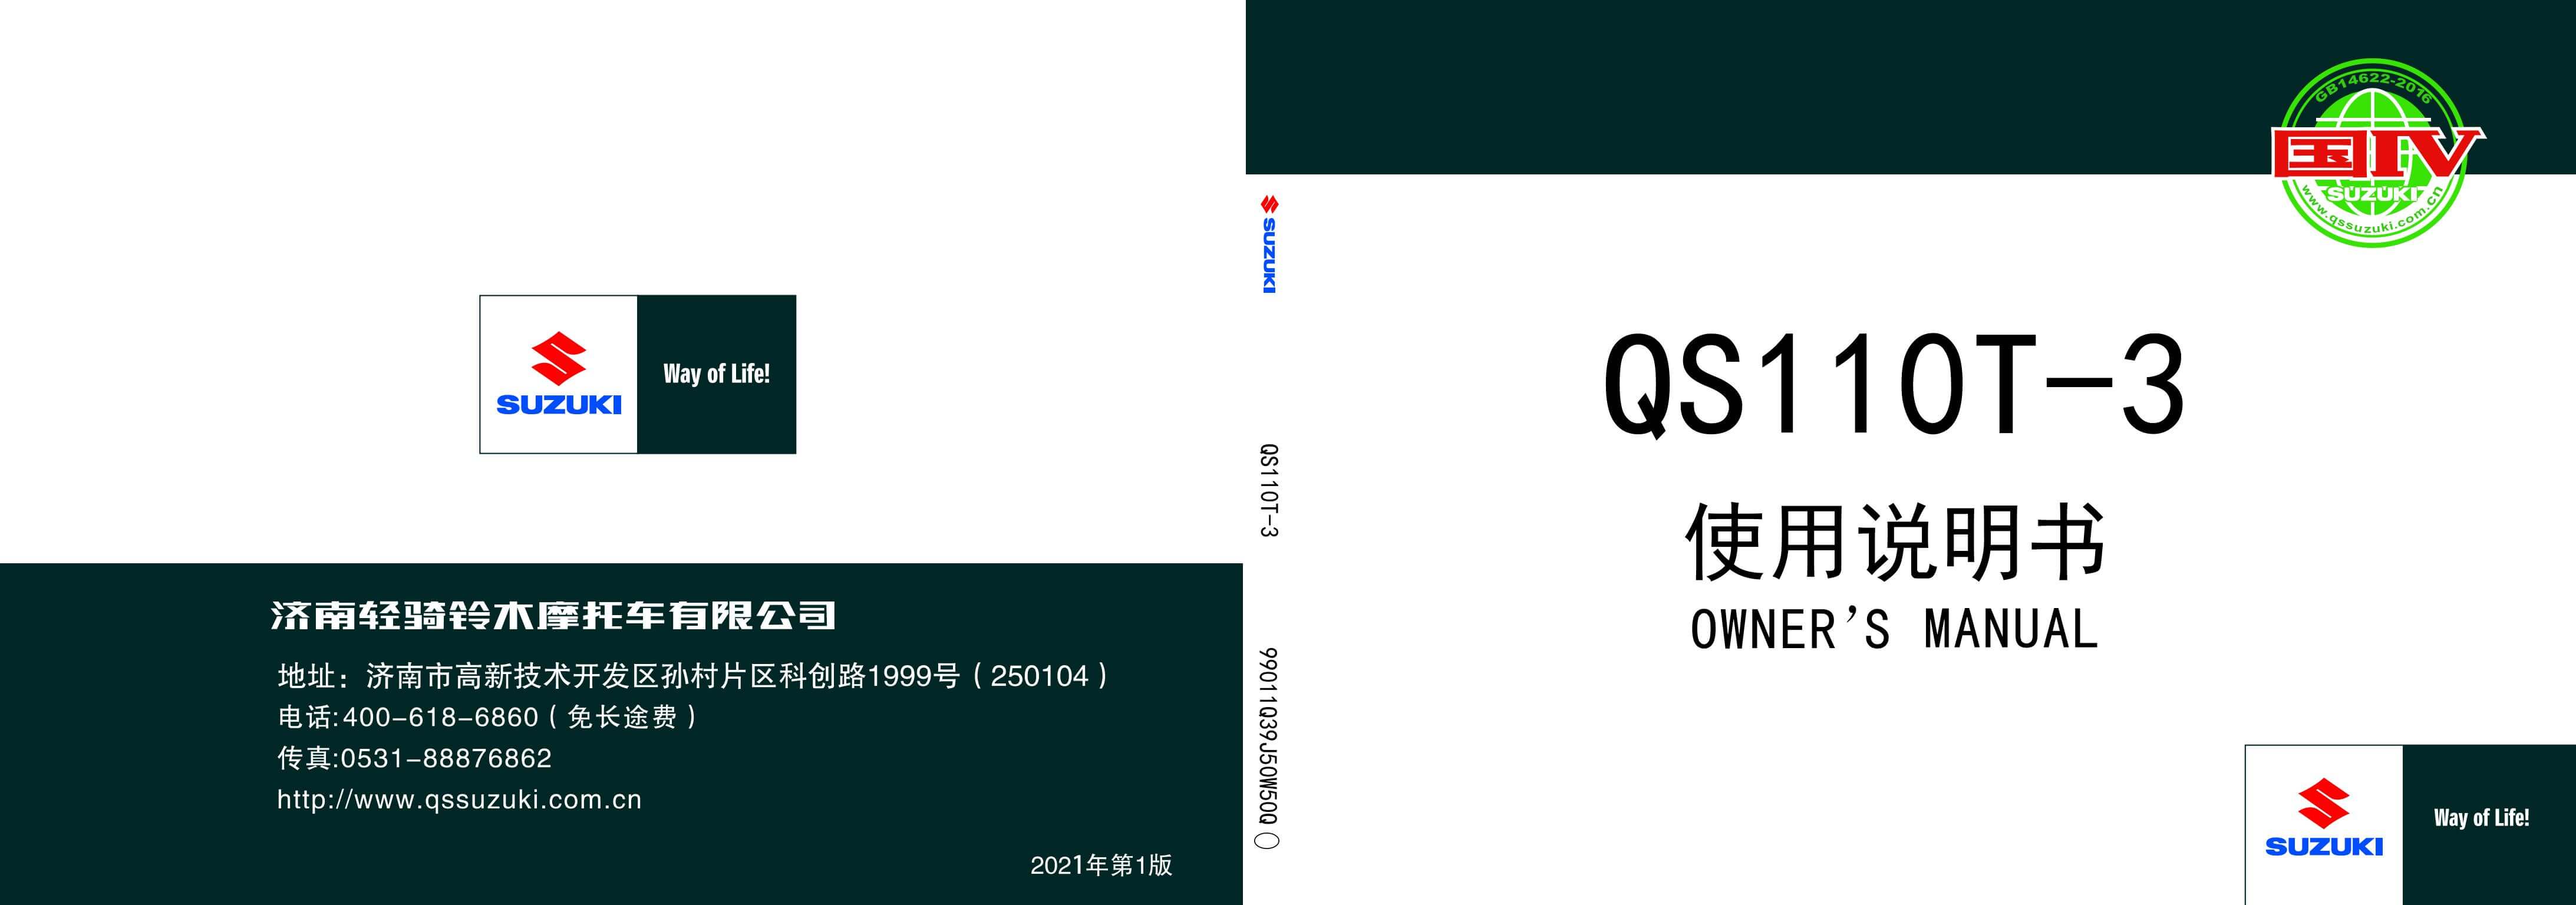 SUZUKI
Way of Life!
济南轻骑铃木摩托车有限公司
地址：济南市高新技术开发区孙村片区科创路1999号（250104）
电话:400-618-6860（免长途费）
传真:0531-88876862
http://www.qssuzuki.com.cn
2021年第1版
SUZUKI
QS110T-3
99011Q39J50W50Q
GB14622-2016
国IV
SUZUKI
www.qssuzuki.com.cn
QS110T-3
使用说明书
OWNER'S MANUAL
SUZUKI
Way of Life!